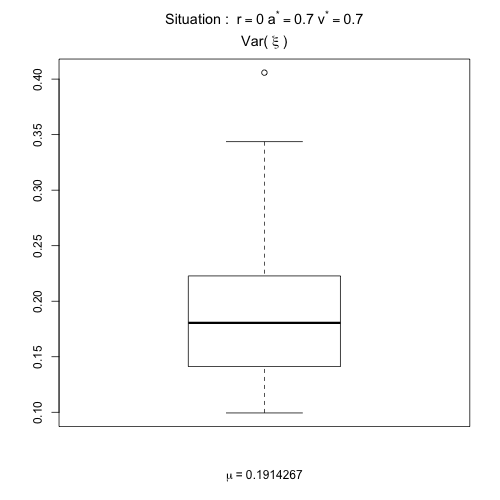 Situation : r = 0 a* = 0.7 v* = 0.7
Var( ξ )
0.40
0.35
0.30
0.25
0.20
0.15
0.10
μ = 0.1914267